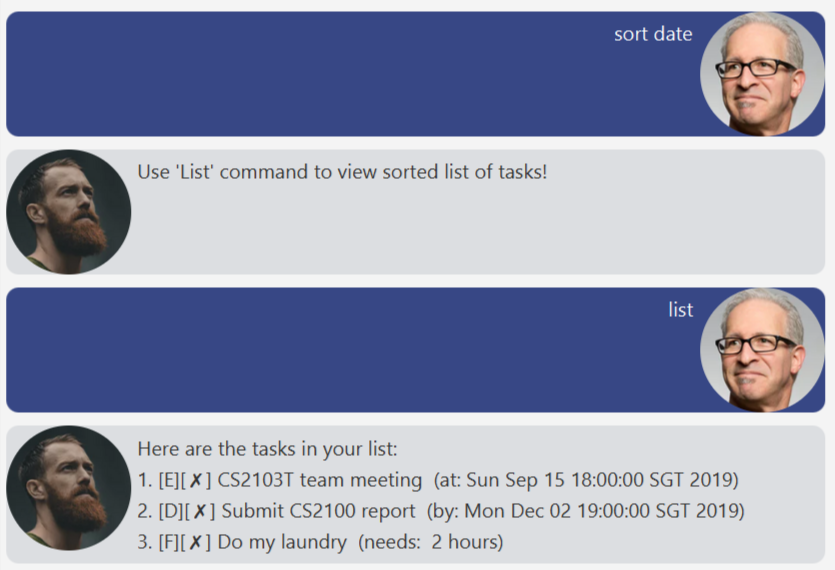 sort date
Use 'List' command to view sorted list of tasks!
list
Here are the tasks in your list:
1. [E][✗] CS2103T team meeting  (at: Sun Sep 15 18:00:00 SGT 2019)
2. [D][✗] Submit CS2100 report  (by: Mon Dec 02 19:00:00 SGT 2019)
3. [F][✗] Do my laundry  (needs:  2 hours)